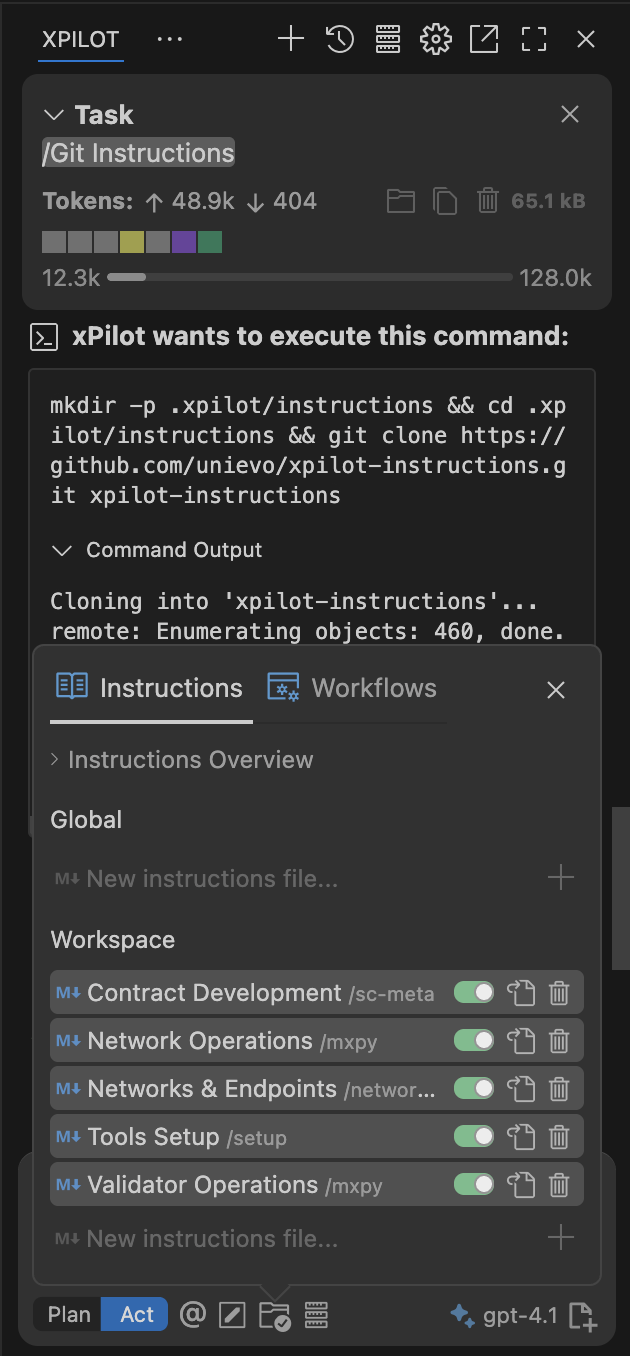 XPILOT
Task
/Git Instructions
Tokens: ↑ 48.9k ↓ 404 65.1 kB
12.3k 128.0k
xPilot wants to execute this command:
mkdir -p .xpilot/instructions && cd .xp
ilot/instructions && git clone https://
github.com/unievo/xpilot-instructions.g
it xpilot-instructions
Command Output
Cloning into 'xpilot-instructions'...
remote: Enumerating objects: 460, done.
Instructions Workflows
Instructions Overview
Global
M↓ New instructions file...
Workspace
M↓ Contract Development /sc-meta
M↓ Network Operations /mxpy
M↓ Networks & Endpoints /networ...
M↓ Tools Setup /setup
M↓ Validator Operations /mxpy
M↓ New instructions file...
Plan Act @ gpt-4.1